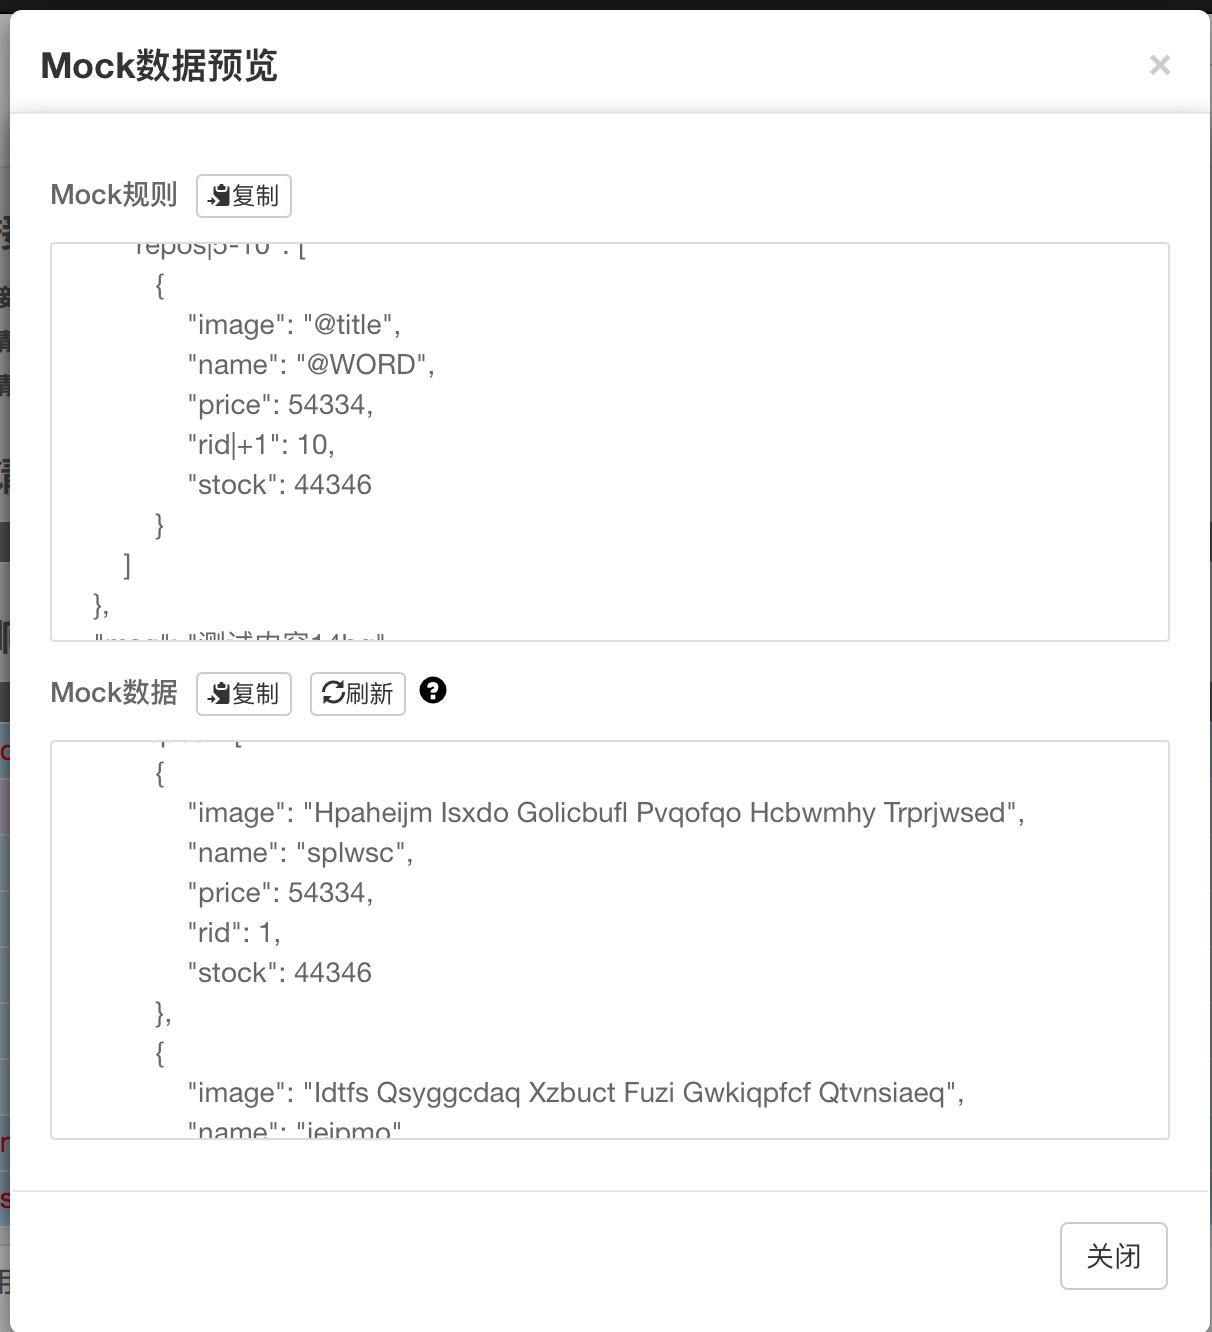 Mock数据预览
×
Mock规则 复制
"repos|5-10": [
{
"image": "@title",
"name": "@WORD",
"price": 54334,
"rid|+1": 10,
"stock": 44346
}
]
},
Mock数据 复制 刷新
{
"image": "Hpaheijm Isxdo Golicbufl Pvqofqo Hcbwmhy Trprjwsed",
"name": "splwsc",
"price": 54334,
"rid": 1,
"stock": 44346
},
{
"image": "Idtfs Qsyggcdaq Xzbuct Fuzi Gwkiqpfcf Qtvnsiaeq",
"name":
关闭